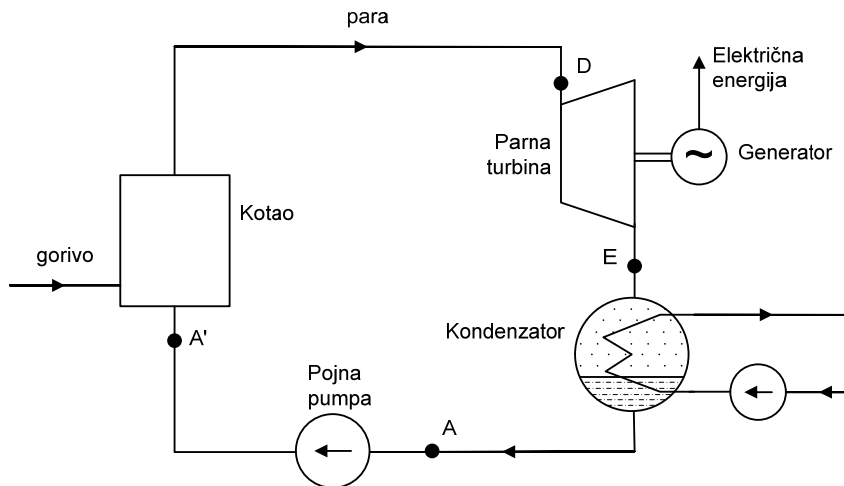 para
D
Električna
energija
Parna
turbina
~
Generator
Kotao
gorivo
E
Kondenzator
A'
Pojna
pumpa
A